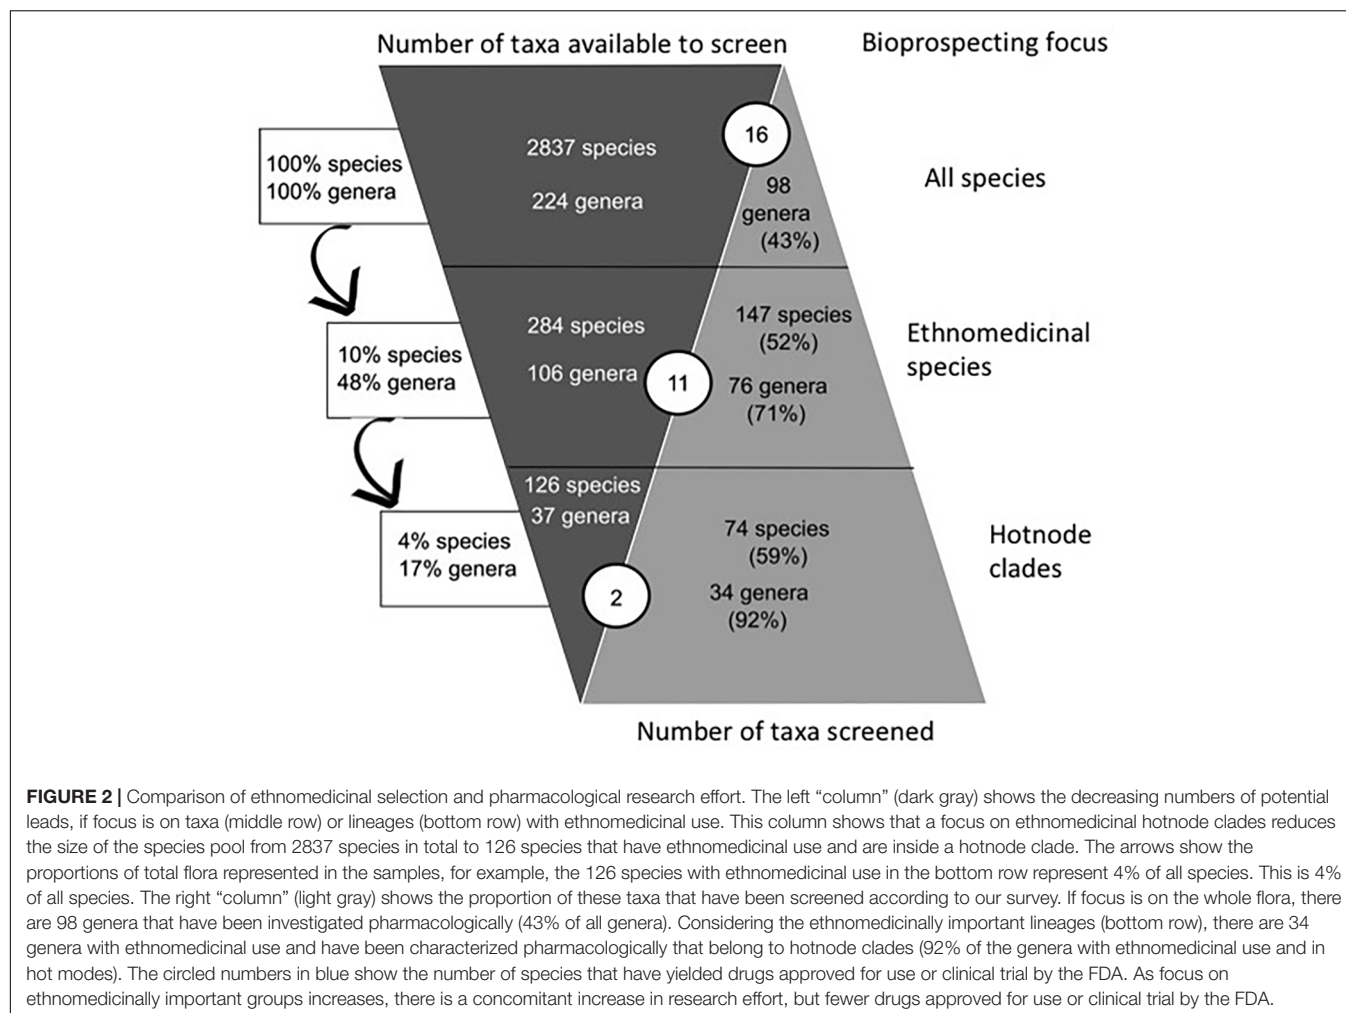 Number of taxa available to screen
Bioprospecting focus
100% species
100% genera
2837 species
224 genera
16
98
genera
(43%)
All species
10% species
48% genera
284 species
106 genera
11
147 species
(52%)
76 genera
(71%)
Ethnomedicinal
species
4% species
17% genera
126 species
37 genera
2
74 species
(59%)
34 genera
(92%)
Hotnode
clades
Number of taxa screened
FIGURE 2 | Comparison of ethnomedicinal selection and pharmacological research effort. The left “column” (dark gray) shows the decreasing numbers of potential
leads, if focus is on taxa (middle row) or lineages (bottom row) with ethnomedicinal use. This column shows that a focus on ethnomedicinal hotnode clades reduces
the size of the species pool from 2837 species in total to 126 species that have ethnomedicinal use and are inside a hotnode clade. The arrows show the
proportions of total flora represented in the samples, for example, the 126 species with ethnomedicinal use in the bottom row represent 4% of all species. This is 4%
of all species. The right “column” (light gray) shows the proportion of these taxa that have been screened according to our survey. If focus is on the whole flora, there
are 98 genera that have been investigated pharmacologically (43% of all genera). Considering the ethnomedicinally important lineages (bottom row), there are 34
genera with ethnomedicinal use and have been characterized pharmacologically that belong to hotnode clades (92% of the genera with ethnomedicinal use and in
hot modes). The circled numbers in blue show the number of species that have yielded drugs approved for use or clinical trial by the FDA. As focus on
ethnomedicinally important groups increases, there is a concomitant increase in research effort, but fewer drugs approved for use or clinical trial by the FDA.